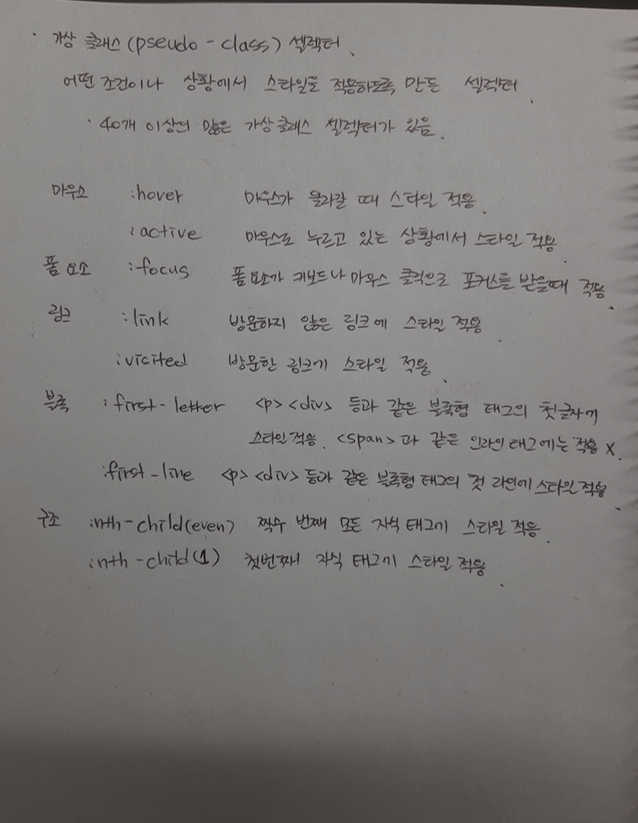 · 가상 클래스(pseudo-class) 셀렉터.
어떤 조건이나 상황에서 스타일을 적용하도록 만든 셀렉터.
· 40개 이상의 많은 가상클래스 셀렉터가 있음.
마우스 :hover 마우스가 올라갈 때 스타일 적용.
:active 마우스로 누르고 있는 상황에서 스타일 적용.
폼 요소 :focus 폼 요소가 키보드나 마우스 클릭으로 포커스를 받을때 적용.
링크 :link 방문하지 않은 링크에 스타일 적용.
:visited 방문한 링크에 스타일 적용.
블록 :first-letter <p> <div> 등과 같은 블록형 태그의 첫글자에
스타일 적용. <span>과 같은 인라인 태그에는 적용 X.
:first-line <p> <div> 등과 같은 블록형 태그의 첫 라인에 스타일 적용.
구조 :nth-child(even) 짝수 번째 모든 자식 태그에 스타일 적용.
:nth-child(1) 첫번째 자식 태그에 스타일 적용.